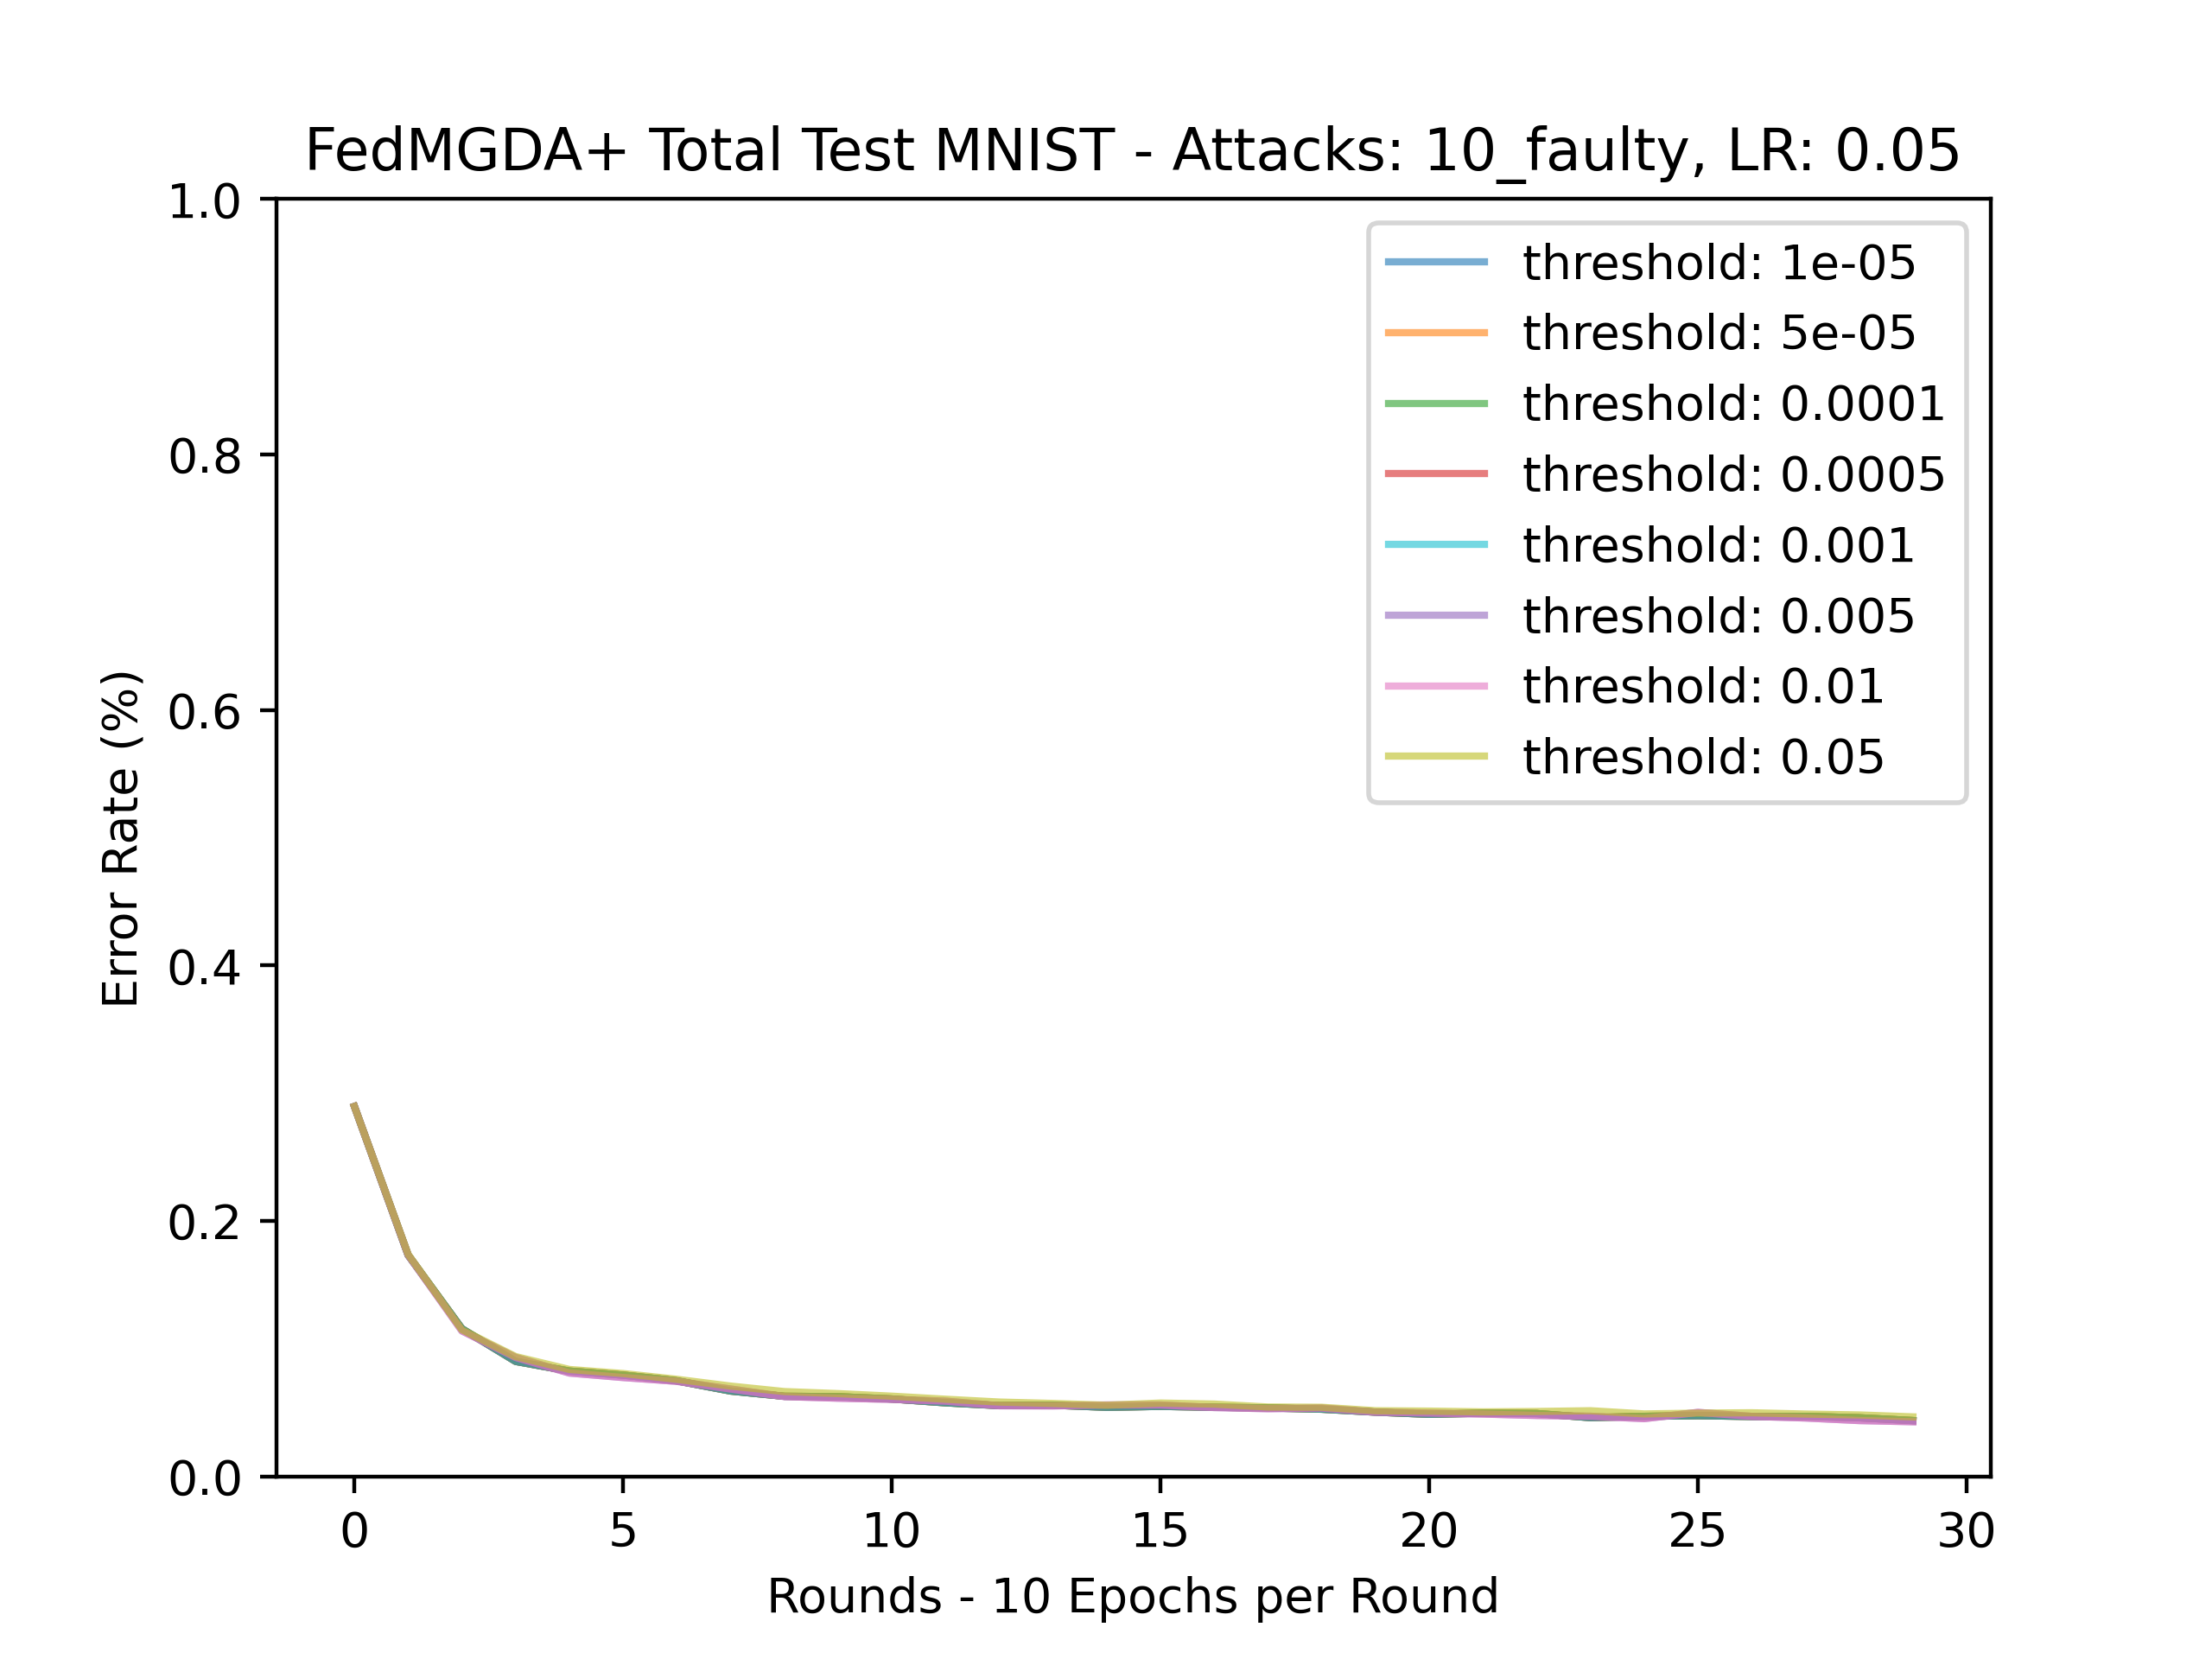 FedMGDA+ Total Test MNIST - Attacks: 10_faulty, LR: 0.05
1.0
0.8
0.6
0.4
0.2
0.0
Error Rate (%)
threshold: 1e-05
threshold: 5e-05
threshold: 0.0001
threshold: 0.0005
threshold: 0.001
threshold: 0.005
threshold: 0.01
threshold: 0.05
0 5 10 15 20 25 30
Rounds - 10 Epochs per Round